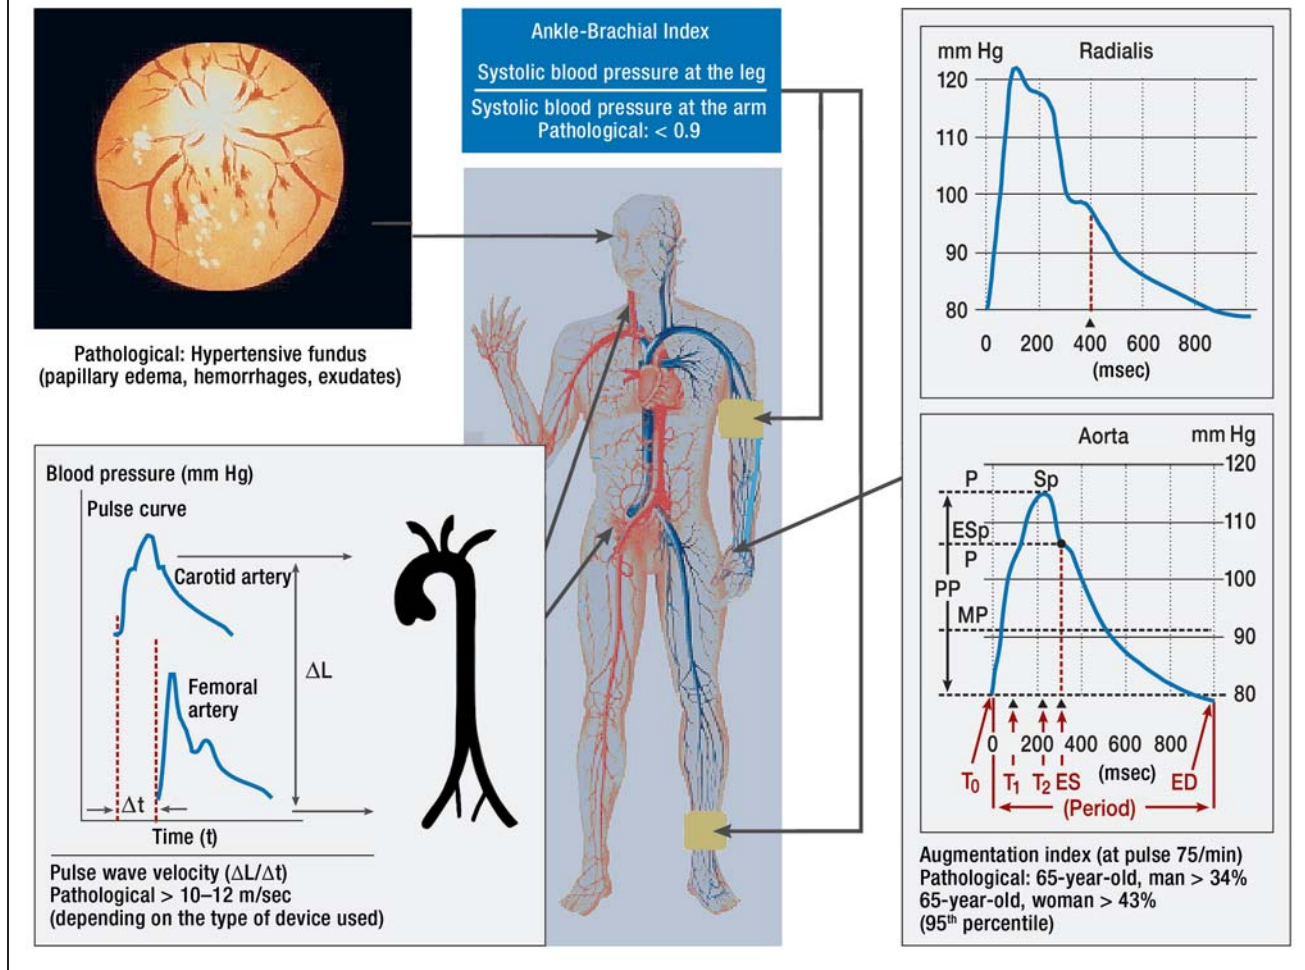 Ankle-Brachial Index
Systolic blood pressure at the leg
Systolic blood pressure at the arm
Pathological: < 0.9
Pathological: Hypertensive fundus
(papillary edema, hemorrhages, exudates)
Blood pressure (mm Hg)
Pulse curve
Carotid artery
ΔL
Femoral
artery
Δt
Time (t)
Pulse wave velocity (ΔL/Δt)
Pathological > 10–12 m/sec
(depending on the type of device used)
mm Hg Radialis
120
110
100
90
80
0 200 400 600 800
(msec)
Aorta mm Hg
P Sp 120
ESp 110
P
PP 100
MP 90
80
0 200 400 600 800
(msec)
T0 T1 T2 ES ED
(Period)
Augmentation index (at pulse 75/min)
Pathological: 65-year-old, man > 34%
65-year-old, woman > 43%
(95th percentile)